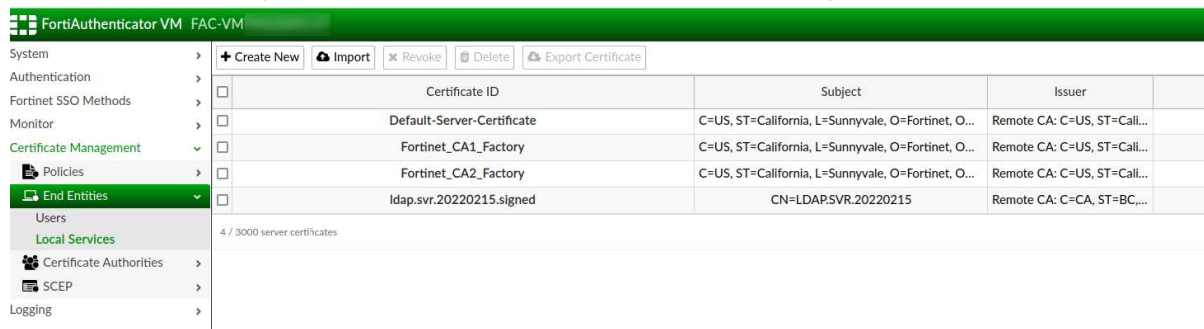 FortiAuthenticator VM FAC-VM
System
Authentication
Fortinet SSO Methods
Monitor
Certificate Management
Policies
End Entities
Users
Local Services
Certificate Authorities
SCEP
Logging
+ Create New Import Revoke Delete Export Certificate
Certificate ID Subject Issuer
Default-Server-Certificate C=US, ST=California, L=Sunnyvale, O=Fortinet, O... Remote CA: C=US, ST=Cali...
Fortinet_CA1_Factory C=US, ST=California, L=Sunnyvale, O=Fortinet, O... Remote CA: C=US, ST=Cali...
Fortinet_CA2_Factory C=US, ST=California, L=Sunnyvale, O=Fortinet, O... Remote CA: C=US, ST=Cali...
ldap.svr.20220215.signed CN=LDAP.SVR.20220215 Remote CA: C=CA, ST=BC,...
4 / 3000 server certificates